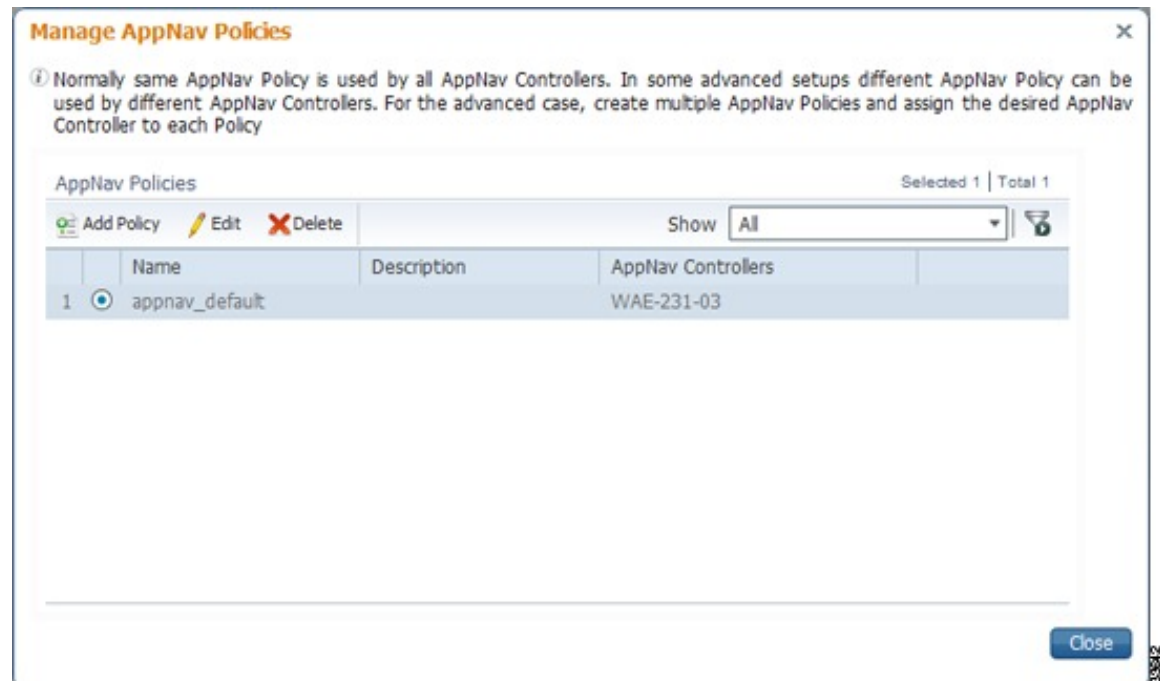 Manage AppNav Policies
Normally same AppNav Policy is used by all AppNav Controllers. In some advanced setups different AppNav Policy can be
used by different AppNav Controllers. For the advanced case, create multiple AppNav Policies and assign the desired AppNav
Controller to each Policy
AppNav Policies Selected 1 | Total 1
Add Policy Edit Delete Show All
Name Description AppNav Controllers
1 appnav_default WAE-231-03
Close